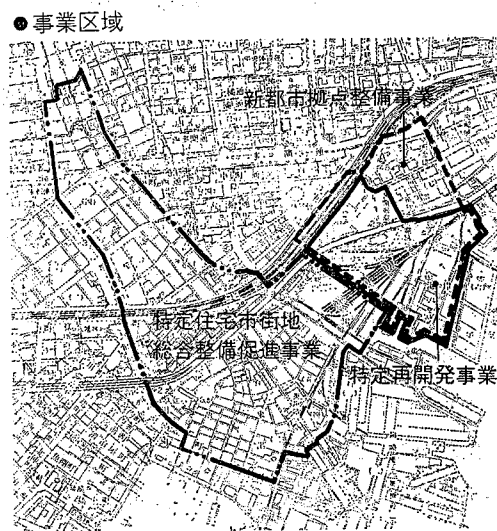 ●事業区域
新都市拠点整備事業
特定住宅市街地
総合整備促進事業
特定再開発事業